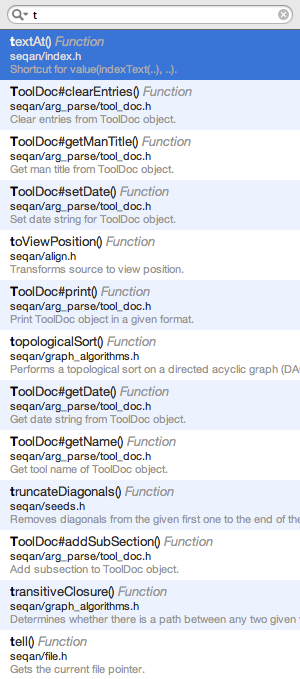 t
textAt() Function
seqan/index.h
Shortcut for value(indexText(..), ..).
ToolDoc#clearEntries() Function
seqan/arg_parse/tool_doc.h
Clear entries from ToolDoc object.
ToolDoc#getManTitle() Function
seqan/arg_parse/tool_doc.h
Get man title from ToolDoc object.
ToolDoc#setDate() Function
seqan/arg_parse/tool_doc.h
Set date string for ToolDoc object.
toViewPosition() Function
seqan/align.h
Transforms source to view position.
ToolDoc#print() Function
seqan/arg_parse/tool_doc.h
Print ToolDoc object in a given format.
topologicalSort() Function
seqan/graph_algorithms.h
Performs a topological sort on a directed acyclic graph (DAG
ToolDoc#getDate() Function
seqan/arg_parse/tool_doc.h
Get date string from ToolDoc object.
ToolDoc#getName() Function
seqan/arg_parse/tool_doc.h
Get tool name of ToolDoc object.
truncateDiagonals() Function
seqan/seeds.h
Removes diagonals from the given first one to the end of the
ToolDoc#addSubSection() Function
seqan/arg_parse/tool_doc.h
Add subsection to ToolDoc object.
transitiveClosure() Function
seqan/graph_algorithms.h
Determines whether there is a path between any two given
tell() Function
seqan/file.h
Gets the current file pointer.